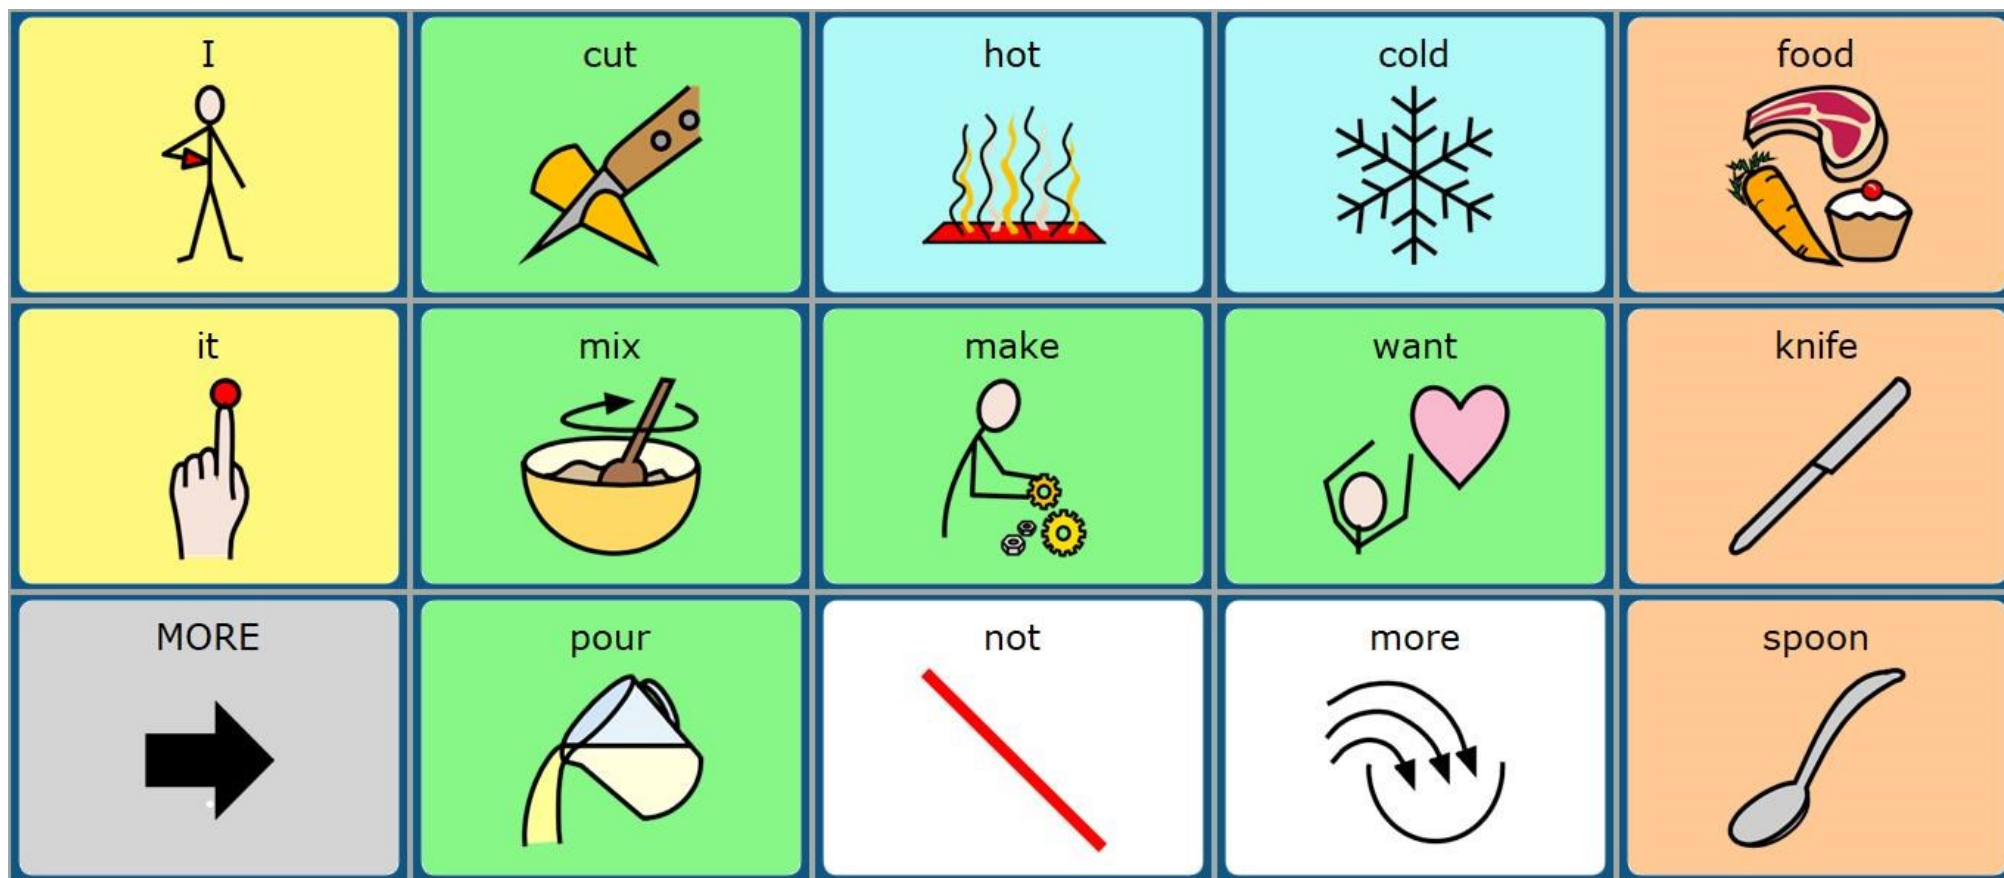 I
cut
hot
cold
food
it
mix
make
want
knife
MORE
pour
not
more
spoon